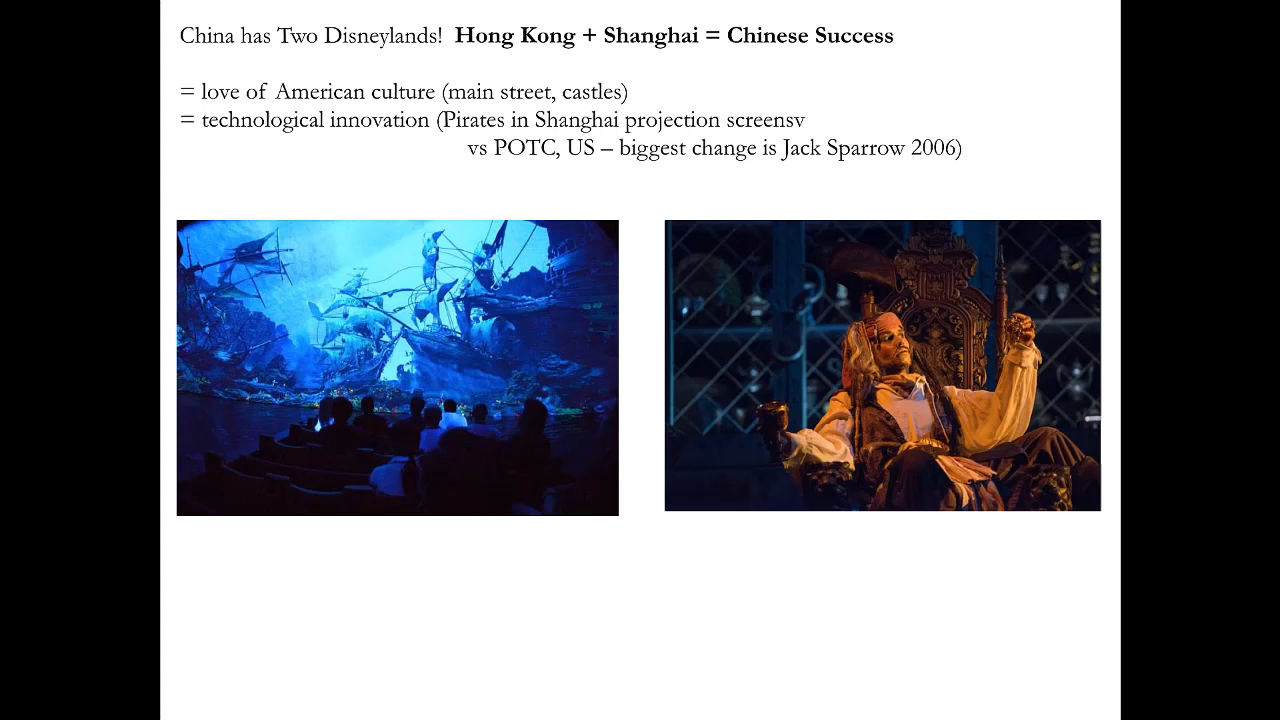 China has Two Disneylands!  Hong Kong + Shanghai = Chinese Success
= love of American culture (main street, castles)
= technological innovation (Pirates in Shanghai projection screensv
vs POTC, US – biggest change is Jack Sparrow 2006)